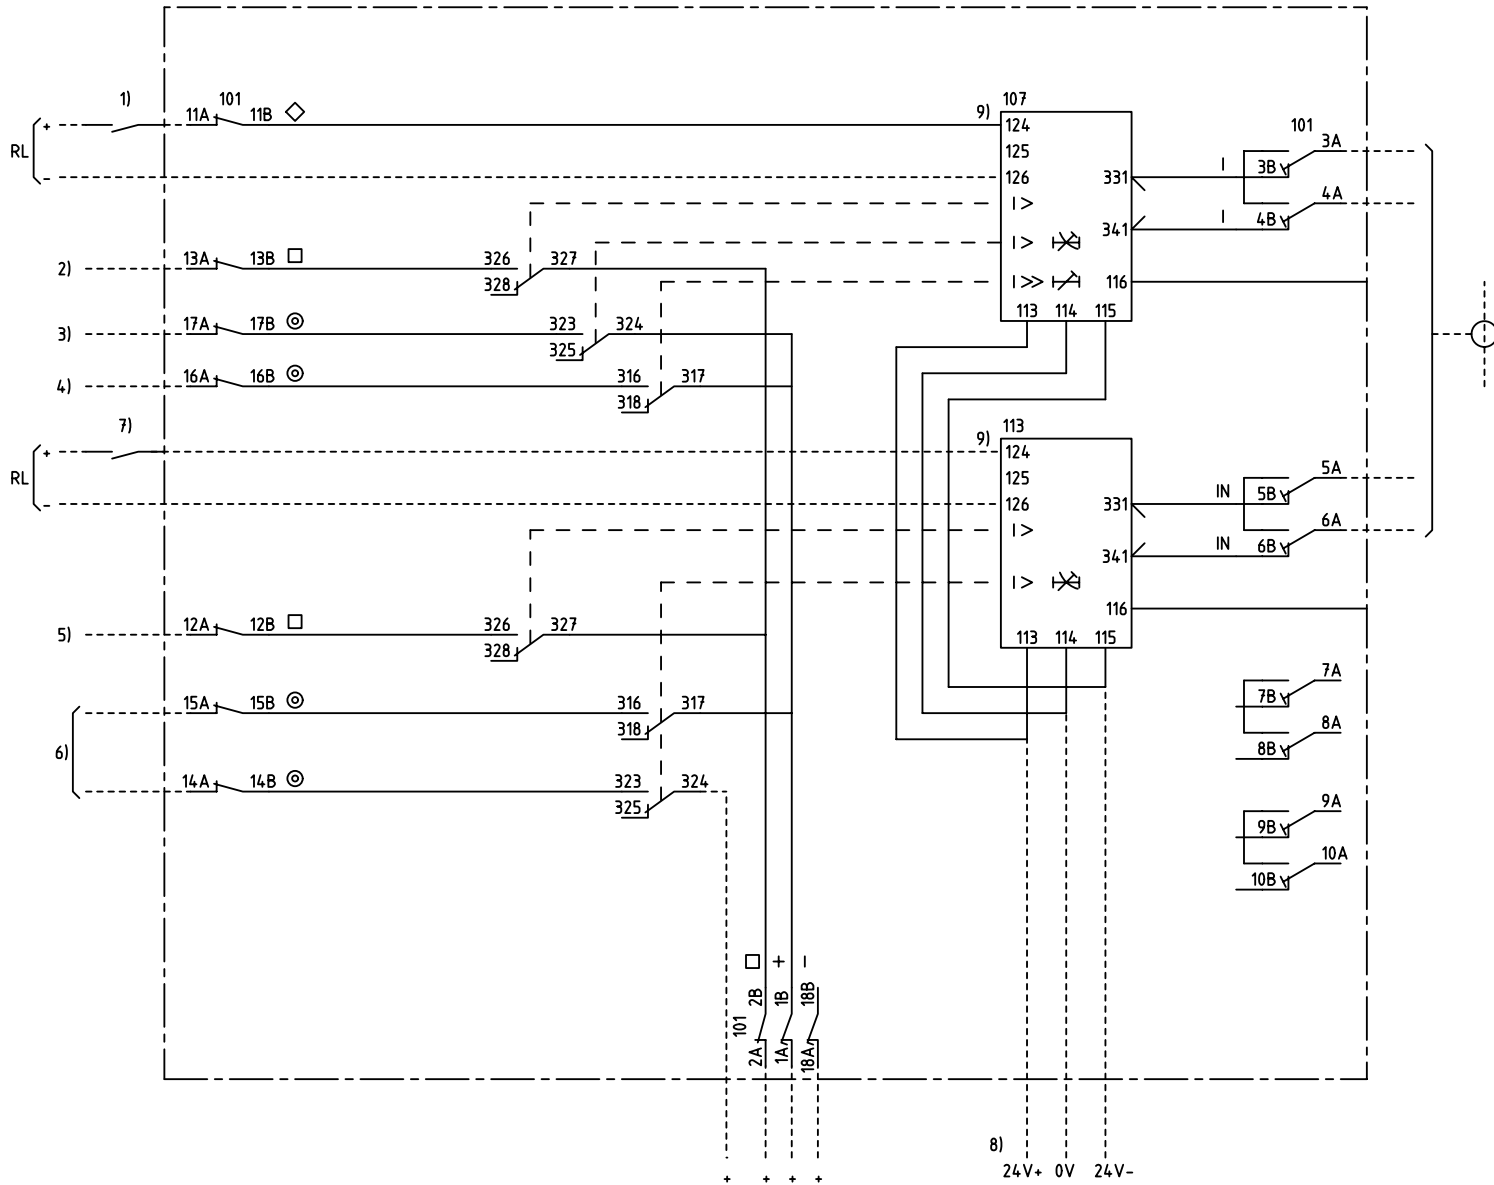 1) 101 107
11A 11B 9) 124
+ 101
RL 125 3A
- 126 331 I 3B
I> 4A
341 I 4B
I>
2) 13A 13B 326 327
328 I>> 116
3) 17A 17B 323 324 113 114 115
325
4) 16A 16B 316 317
318
7) 113
+ 9) 124
RL 125 5A
- 126 331 IN 5B
I> 6A
341 IN 6B
I>
116
5) 12A 12B 326 327 113 114 115
328
7A
15A 15B 316 317 7B
318 8A
6) 8B
14A 14B 323 324
325 9A
9B
10A
10B
+ -
2B 1B 18B
101
2A 1A 18A
8)
24V+ 0V 24V-
+ + + +